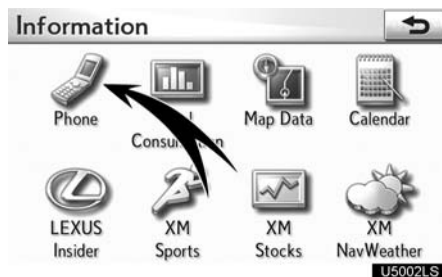 Information
Phone
Map Data
Calendar
LEXUS
Insider
XM
Sports
XM
Stocks
XM
NavWeather
U5002LS